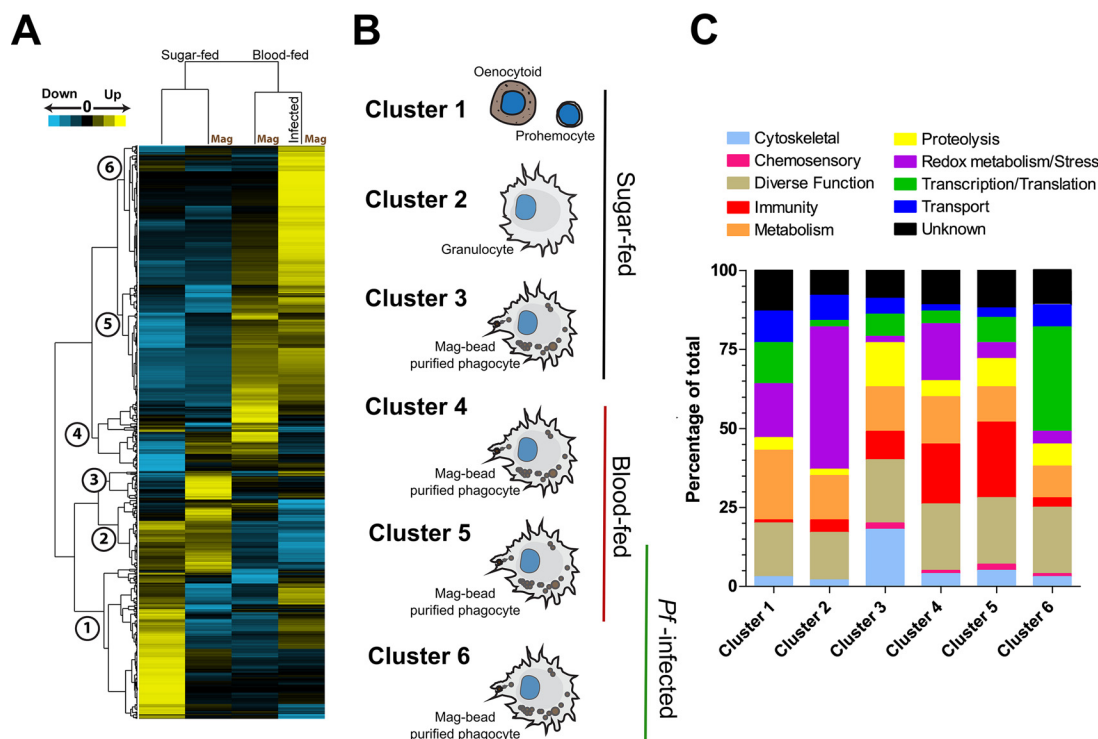 A
Sugar-fed
Blood-fed
Down
0
Up
Mag
Mag
Infected
Mag
6
5
4
3
2
1
B
Cluster 1
Oenocytoid
Prohemocyte
Cluster 2
Granulocyte
Cluster 3
Mag-bead
purified phagocyte
Sugar-fed
Cluster 4
Mag-bead
purified phagocyte
Cluster 5
Mag-bead
purified phagocyte
Blood-fed
Cluster 6
Mag-bead
purified phagocyte
Pf-infected
C
Cytoskeletal
Chemosensory
Diverse Function
Immunity
Metabolism
Proteolysis
Redox metabolism/Stress
Transcription/Translation
Transport
Unknown
Percentage of total
100
75
50
25
0
Cluster 1
Cluster 2
Cluster 3
Cluster 4
Cluster 5
Cluster 6